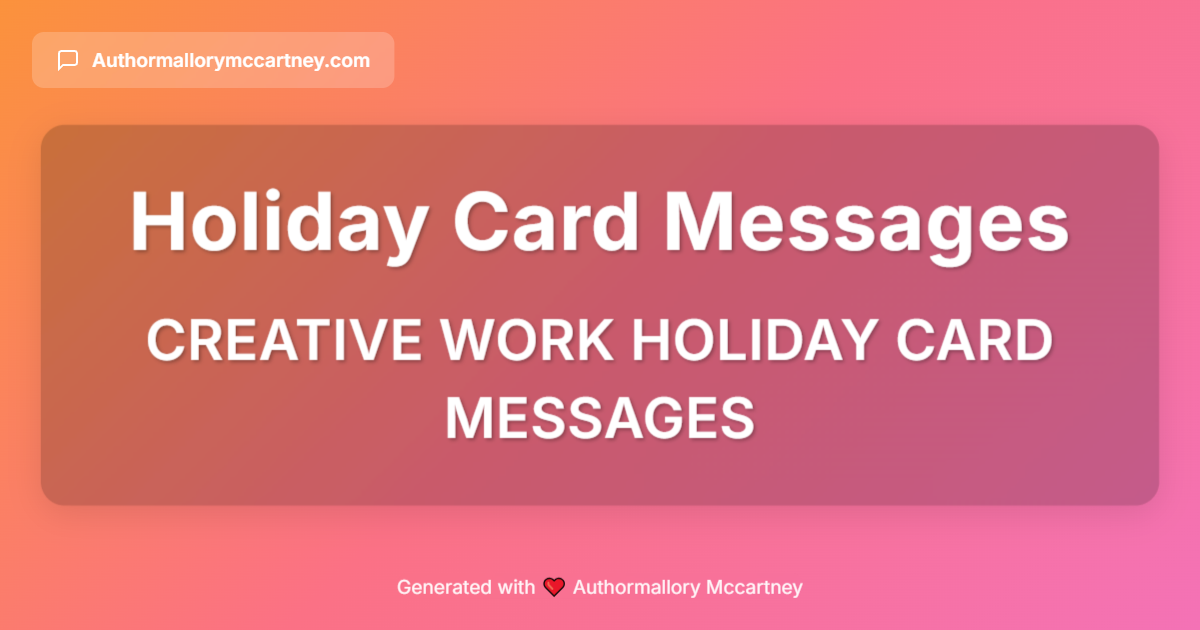 Authormallorymccartney.com
Holiday Card Messages
CREATIVE WORK HOLIDAY CARD
MESSAGES
Generated with ❤️ Authormallory Mccartney